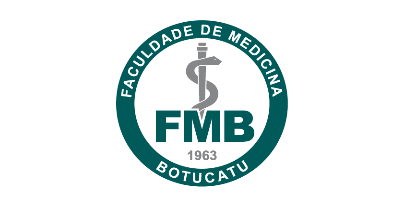 FACULDADE DE MEDICINA
FMB
1963
BOTUCATU